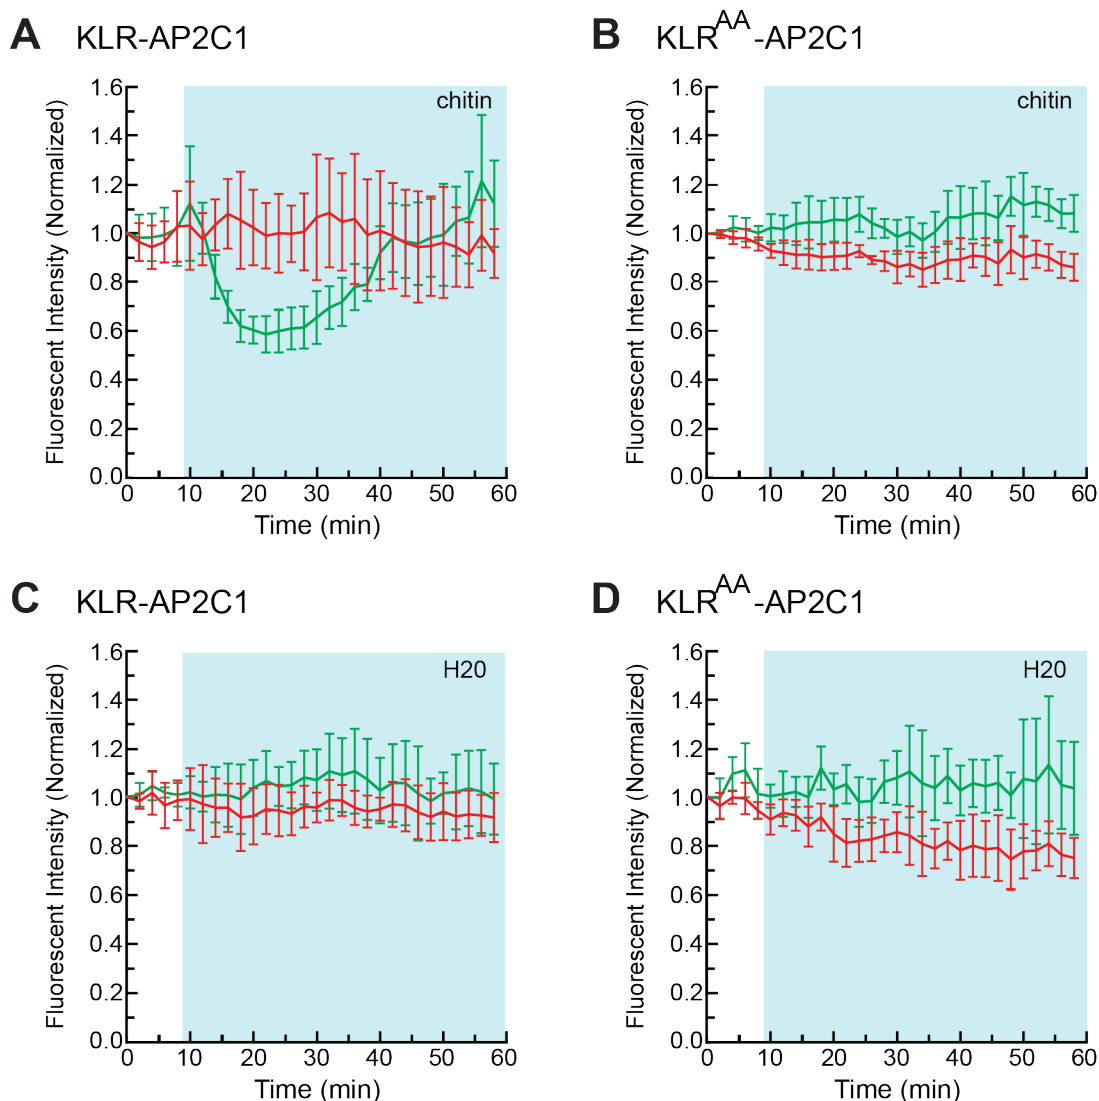 A KLR-AP2C1
chitin
Fluorescent Intensity (Normalized)
1.6
1.4
1.2
1.0
0.8
0.6
0.4
0.2
0.0
0 10 20 30 40 50 60
Time (min)
B KLR^AA-AP2C1
chitin
Fluorescent Intensity (Normalized)
1.6
1.4
1.2
1.0
0.8
0.6
0.4
0.2
0.0
0 10 20 30 40 50 60
Time (min)
C KLR-AP2C1
H20
Fluorescent Intensity (Normalized)
1.6
1.4
1.2
1.0
0.8
0.6
0.4
0.2
0.0
0 10 20 30 40 50 60
Time (min)
D KLR^AA-AP2C1
H20
Fluorescent Intensity (Normalized)
1.6
1.4
1.2
1.0
0.8
0.6
0.4
0.2
0.0
0 10 20 30 40 50 60
Time (min)